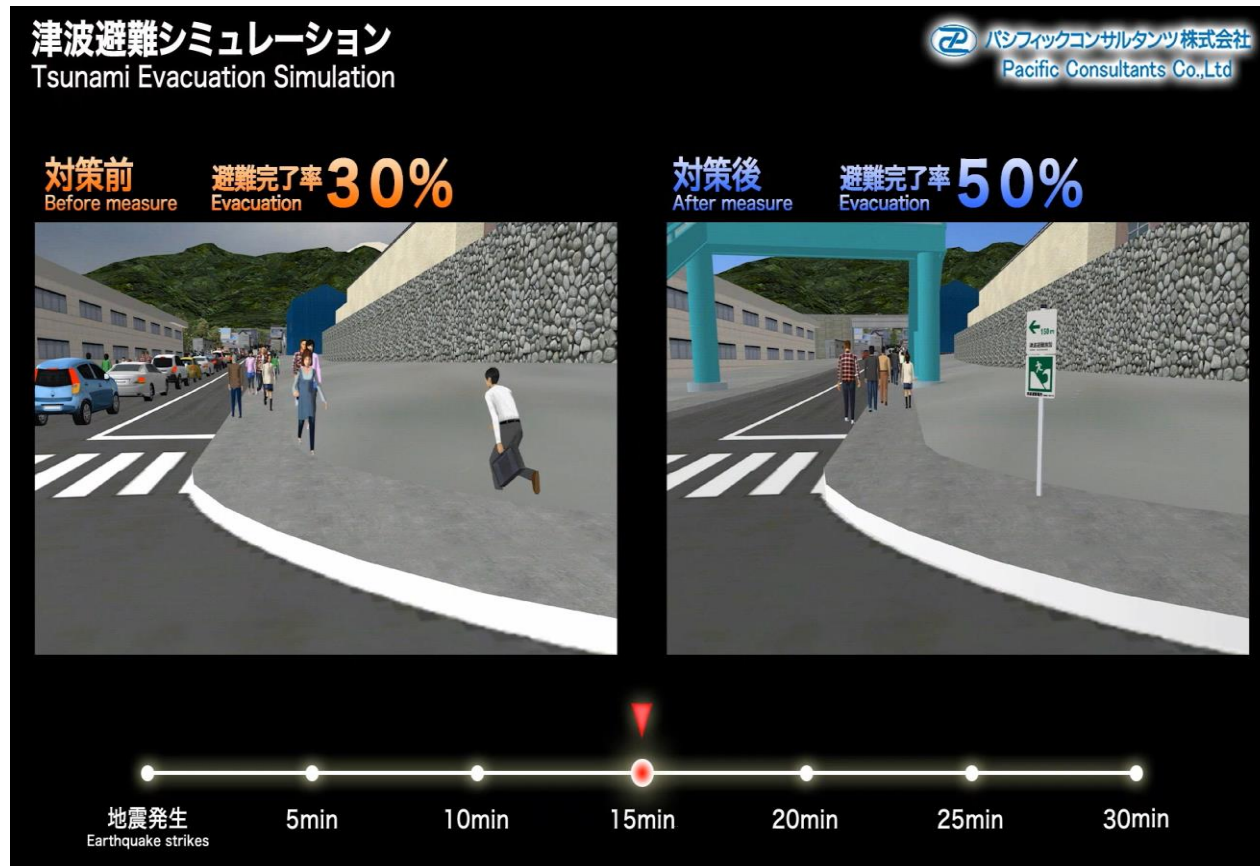 津波避難シミュレーション
Tsunami Evacuation Simulation
パシフィックコンサルタンツ株式会社
Pacific Consultants Co.,Ltd
対策前
Before measure
避難完了率
Evacuation
30%
対策後
After measure
避難完了率
Evacuation
50%
地震発生
Earthquake strikes
5min
10min
15min
20min
25min
30min